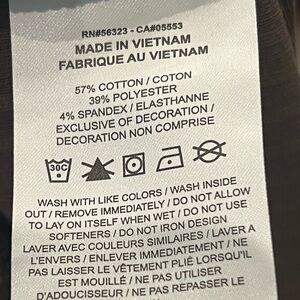 RN#56323 - CA#05553
MADE IN VIETNAM
FABRIQUE AU VIETNAM
57% COTTON / COTON
39% POLYESTER
4% SPANDEX / ELASTHANNE
EXCLUSIVE OF DECORATION /
DECORATION NON COMPRISE
30C
WASH WITH LIKE COLORS / WASH INSIDE
OUT / REMOVE IMMEDIATELY / DO NOT ALLOW
TO LAY ON ITSELF WHEN WET / DO NOT USE
SOFTENERS / DO NOT IRON DESIGN
LAVER AVEC COULEURS SIMILAIRES / LAVER A
L'ENVERS / ENLEVER IMMEDIATEMENT / NE
PAS LAISSER LE VÊTEMENT PLIÉ LORSQU'IL
EST MOUILLÉ / NE PAS UTILISER
D'ADOUCISSEUR / NE PAS REPASSER LE